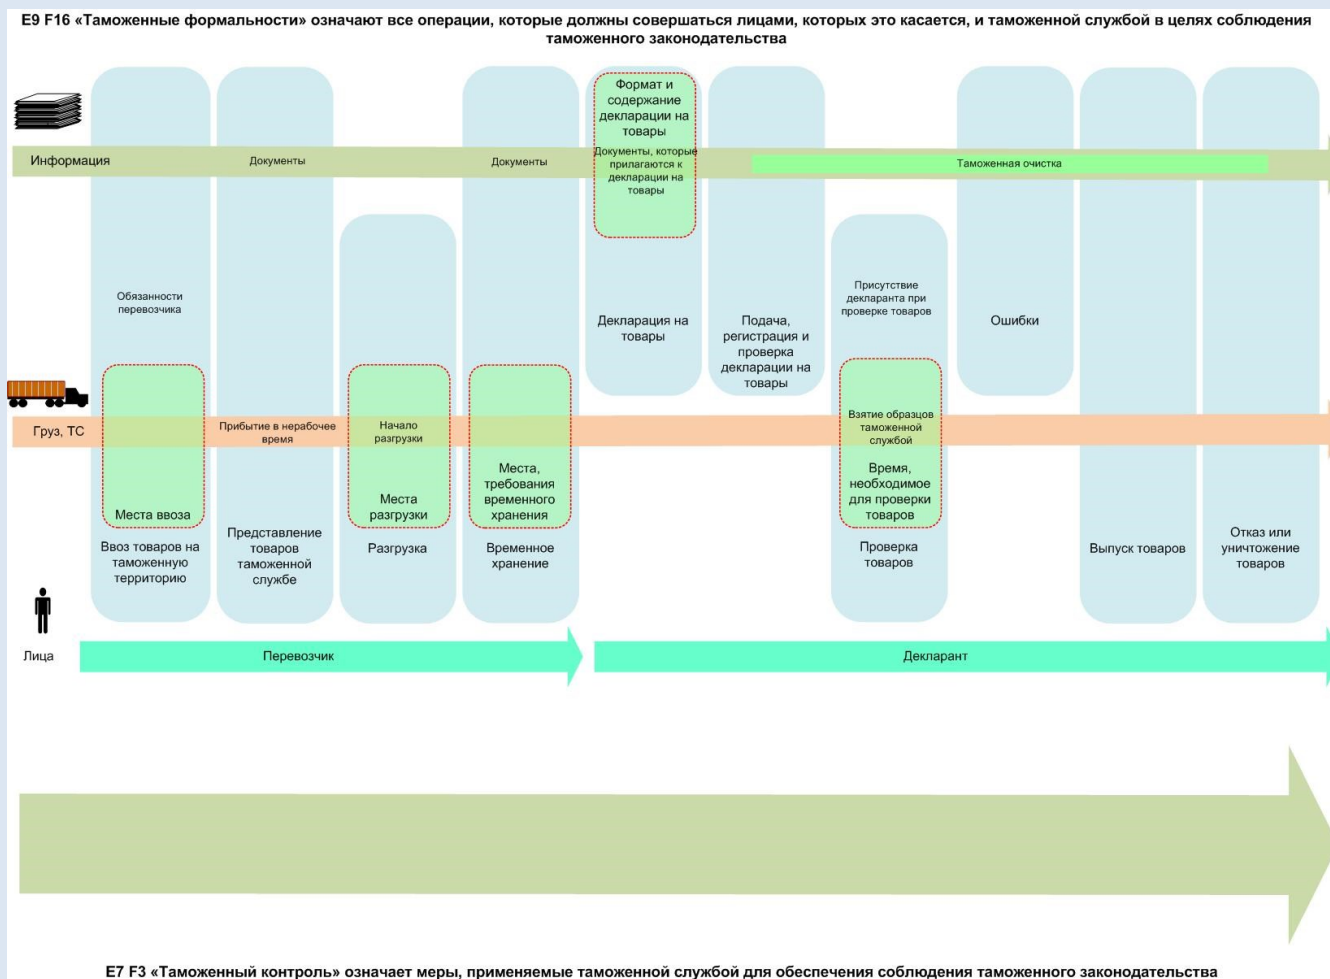 E9 F16 «Таможенные формальности» означают все операции, которые должны совершаться лицами, которых это касается, и таможенной службой в целях соблюдения
таможенного законодательства
Формат и
содержание
декларации на
товары
Информация
Документы
Документы
Документы, которые
прилагаются к
декларации на
товары
Таможенная очистка
Обязанности
перевозчика
Декларация на
товары
Подача,
регистрация и
проверка
декларации на
товары
Присутствие
декларанта при
проверке товаров
Ошибки
Груз, ТС
Прибытие в нерабочее
время
Начало
разгрузки
Взятие образцов
таможенной
службой
Места ввоза
Места
разгрузки
Места,
требования
временного
хранения
Время,
необходимое
для проверки
товаров
Ввоз товаров на
таможенную
территорию
Представление
товаров
таможенной
службе
Разгрузка
Временное
хранение
Проверка
товаров
Выпуск товаров
Отказ или
уничтожение
товаров
Лица
Перевозчик
Декларант
E7 F3 «Таможенный контроль» означает меры, применяемые таможенной службой для обеспечения соблюдения таможенного законодательства